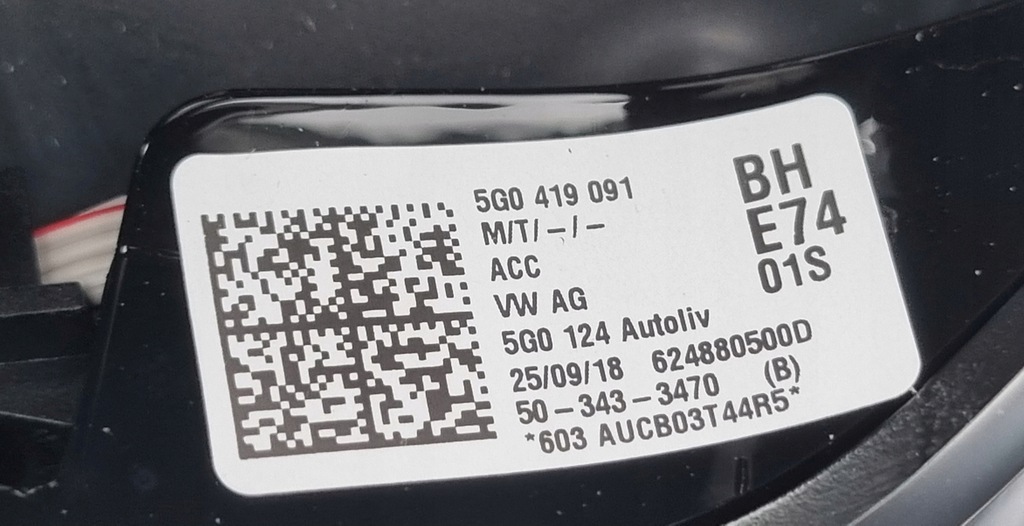 5G0 419 091
M/T/-/-
ACC
VW AG
5G0 124 Autoliv
25/09/18 624880500D
50-343-3470 (B)
*603 AUCB03T44R5*
BH
E74
01S